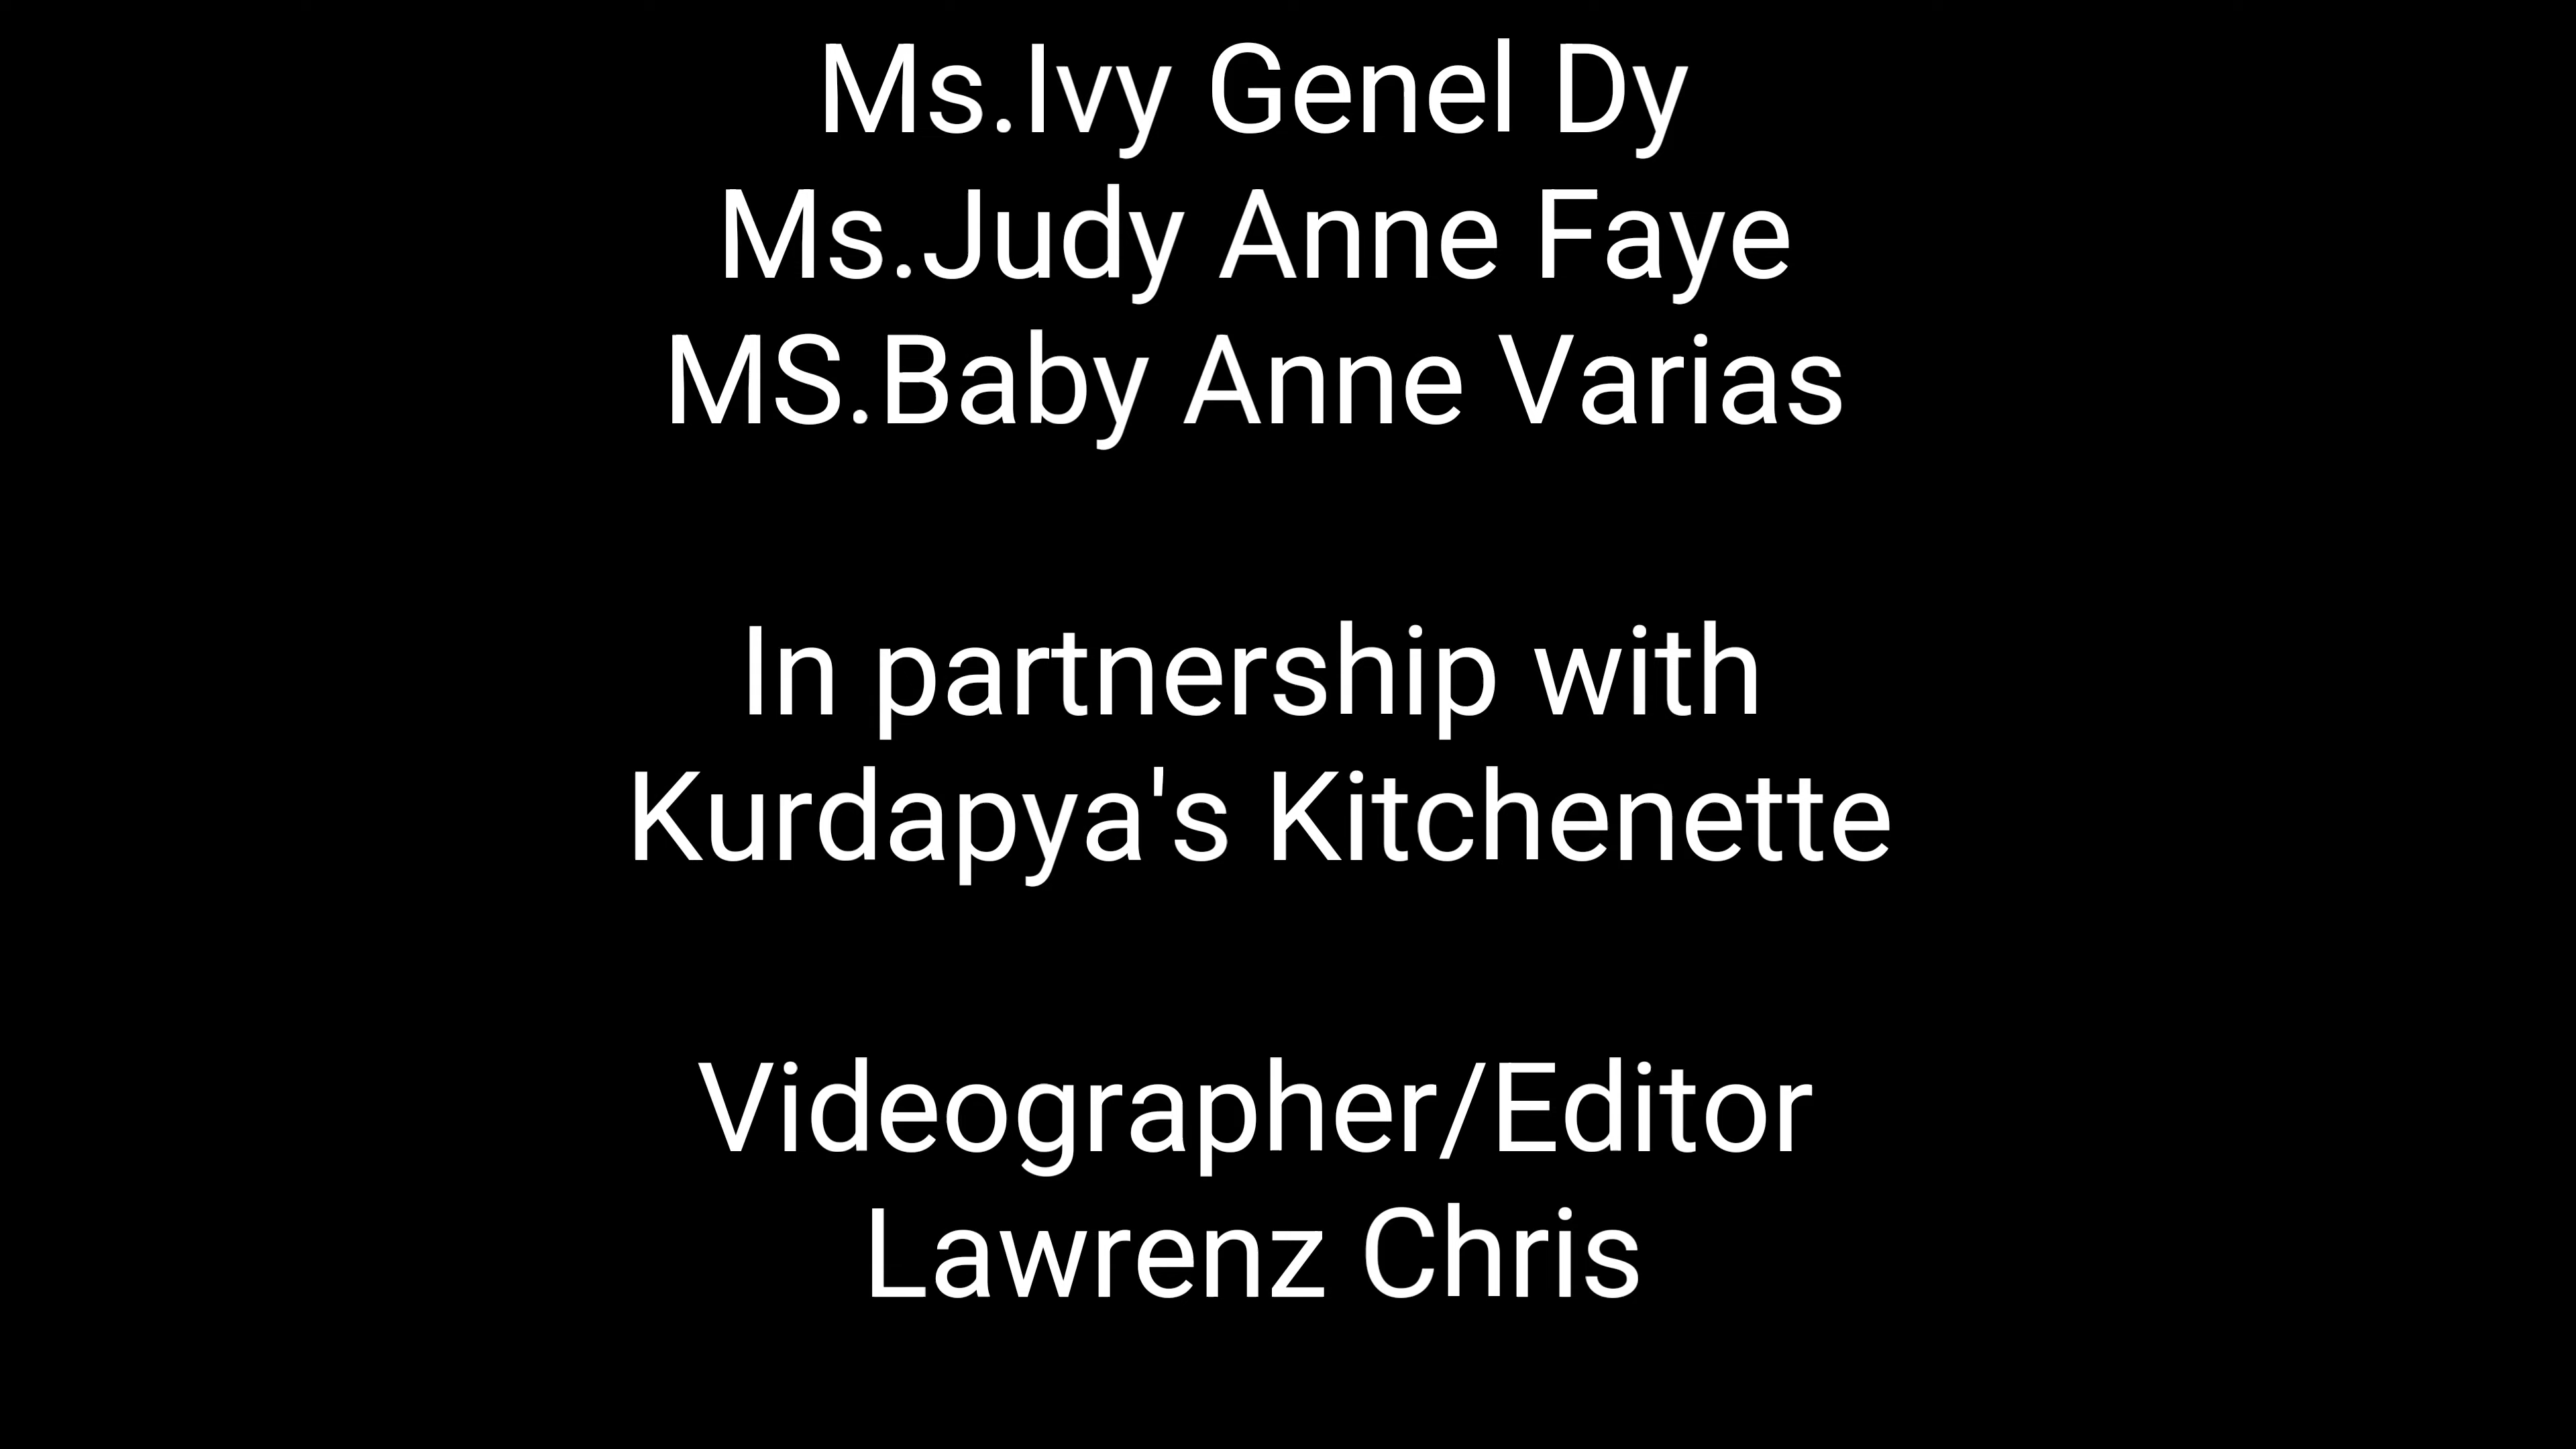 Ms.Ivy Genel Dy
Ms.Judy Anne Faye
MS.Baby Anne Varias
In partnership with
Kurdapya's Kitchenette
Videographer/Editor
Lawrenz Chris